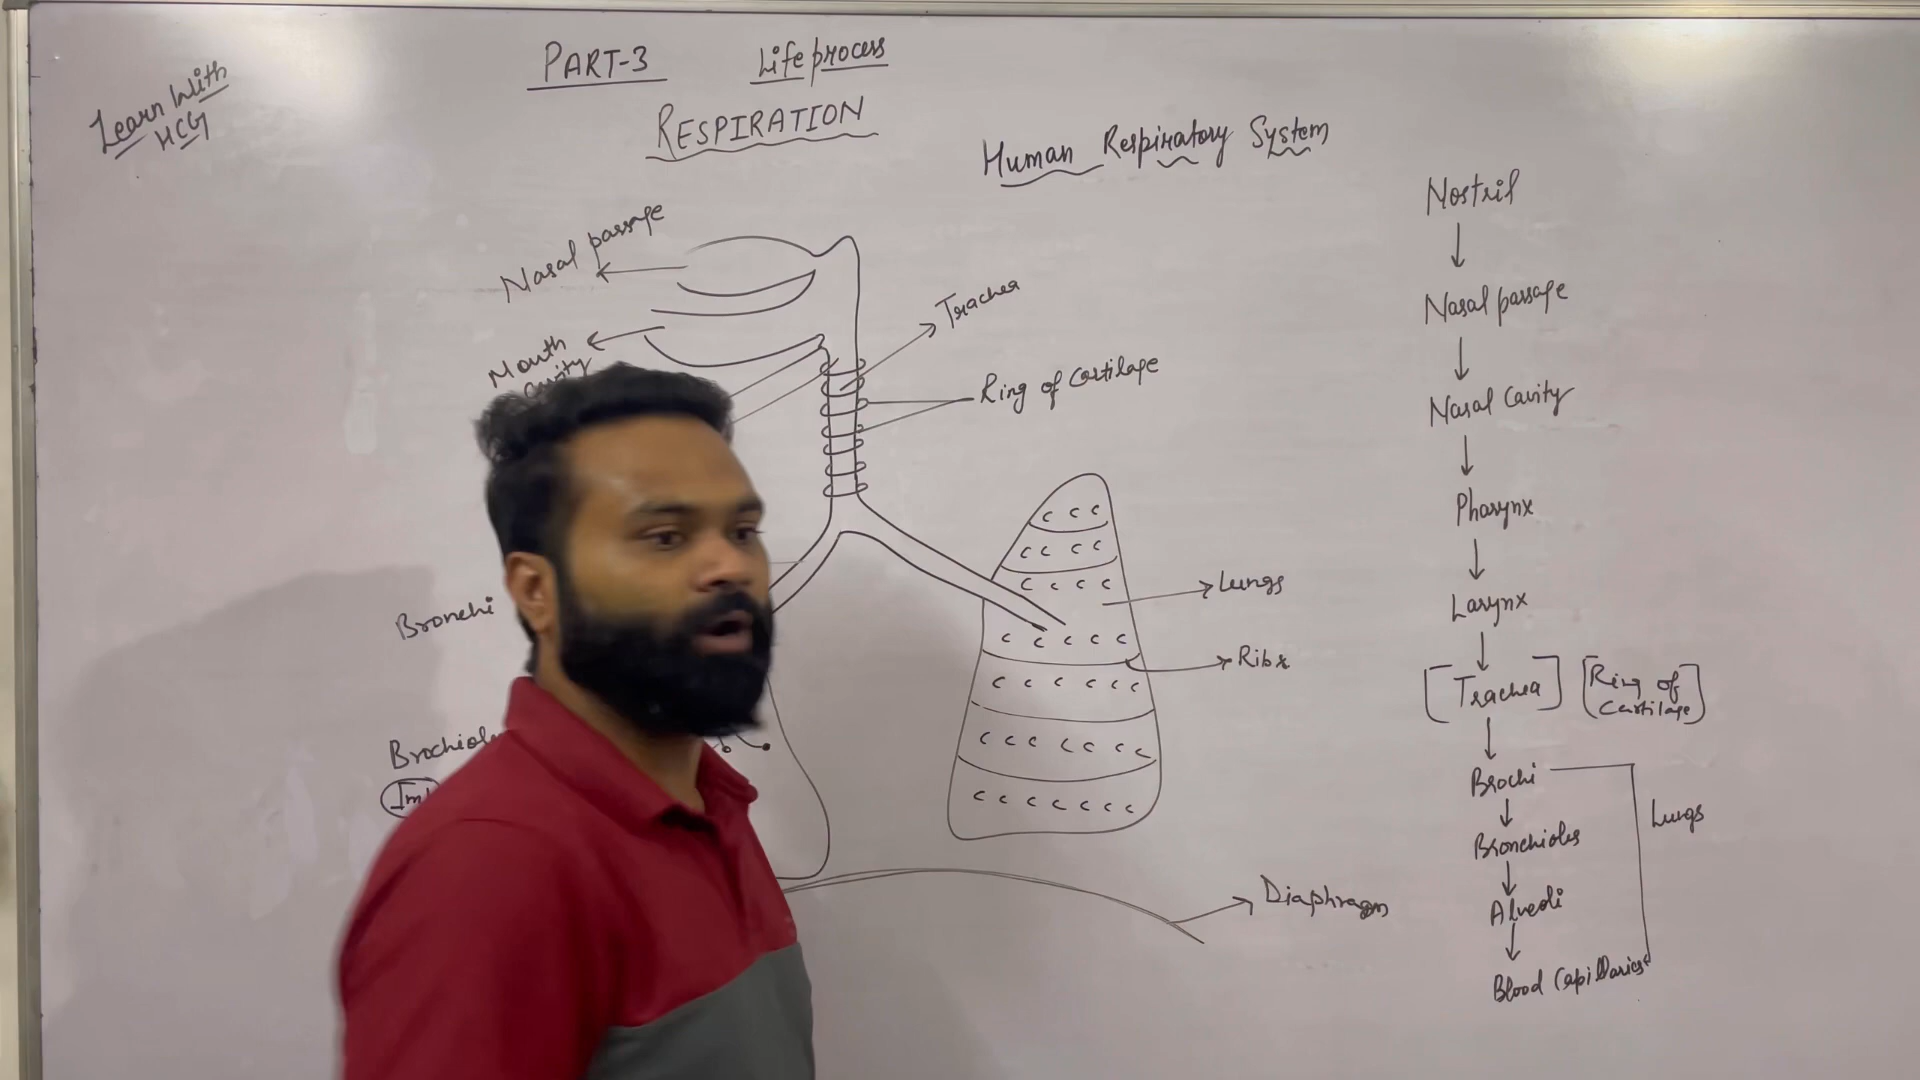 Learn With
HCG
PART-3
Life process
RESPIRATION
Human Respiratory System
Nasal passage
Mouth
cavity
Trachea
Ring of Cartilage
Bronchi
Lungs
Ribs
Diaphragm
Nostril
Nasal passage
Nasal Cavity
Pharynx
Larynx
[Trachea] [Ring of
Cartilage]
Brochi
Bronchioles
Alveoli
Blood Capillaries
Lungs